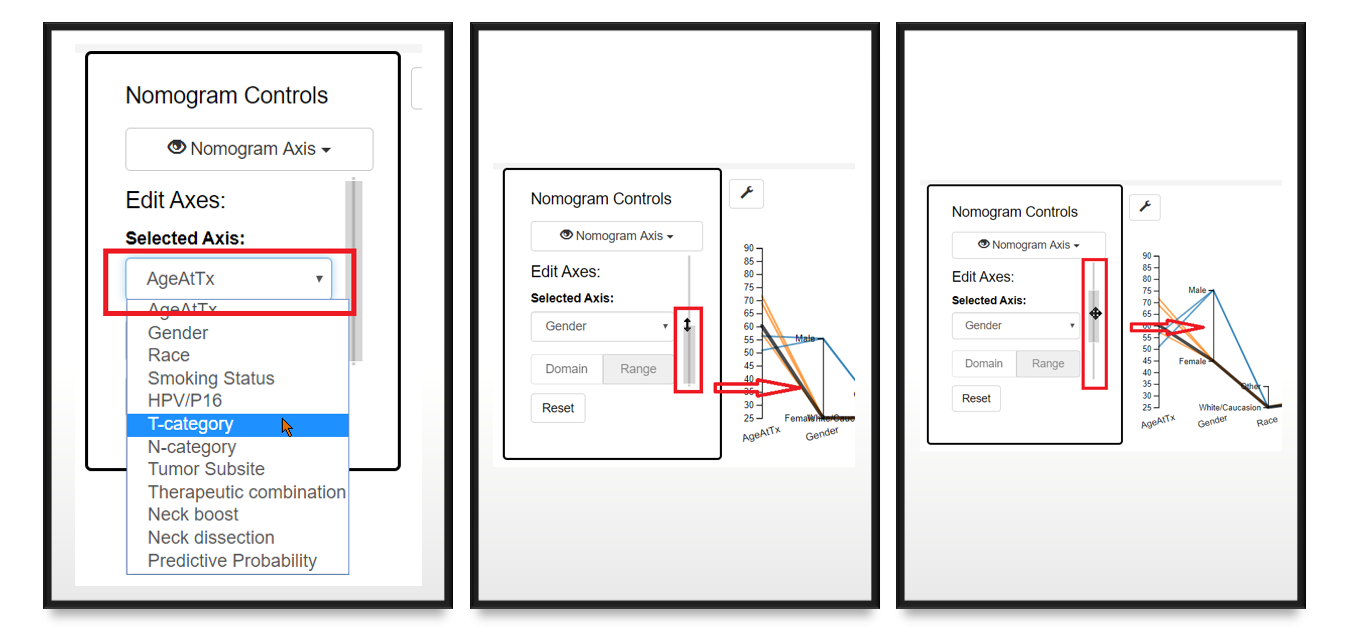 Nomogram Controls
Nomogram Axis
Edit Axes:
Selected Axis:
AgeAtTx
AgeAtTx
Gender
Race
Smoking Status
HPV/P16
T-category
N-category
Tumor Subsite
Therapeutic combination
Neck boost
Neck dissection
Predictive Probability
Nomogram Controls
Nomogram Axis
Edit Axes:
Selected Axis:
Gender
Domain Range
Reset
90
85
80
75
70
65
60
55
50
45
40
35
30
25
Male
Female
AgeAtTx
Gender
Nomogram Controls
Nomogram Axis
Edit Axes:
Selected Axis:
Gender
Domain Range
Reset
90
85
80
75
70
65
60
55
50
45
40
35
30
25
Male
Female
Other
White/Caucasion
AgeAtTx
Gender
Race